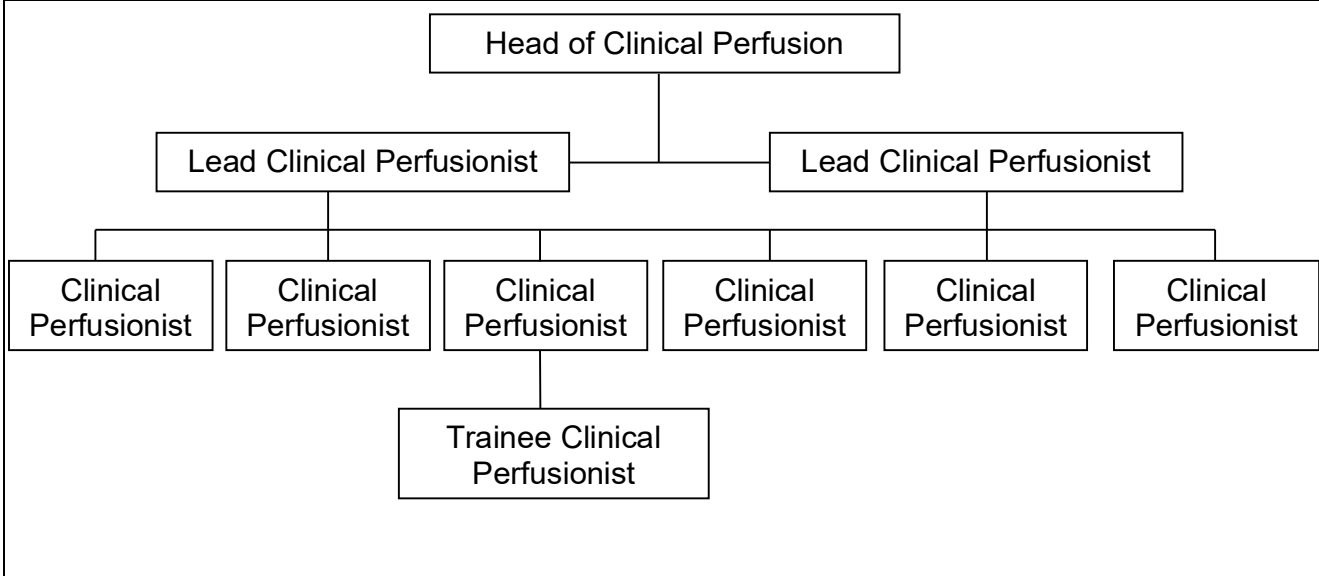 Head of Clinical Perfusion
Lead Clinical Perfusionist
Lead Clinical Perfusionist
Clinical
Perfusionist
Clinical
Perfusionist
Clinical
Perfusionist
Clinical
Perfusionist
Clinical
Perfusionist
Clinical
Perfusionist
Trainee Clinical
Perfusionist